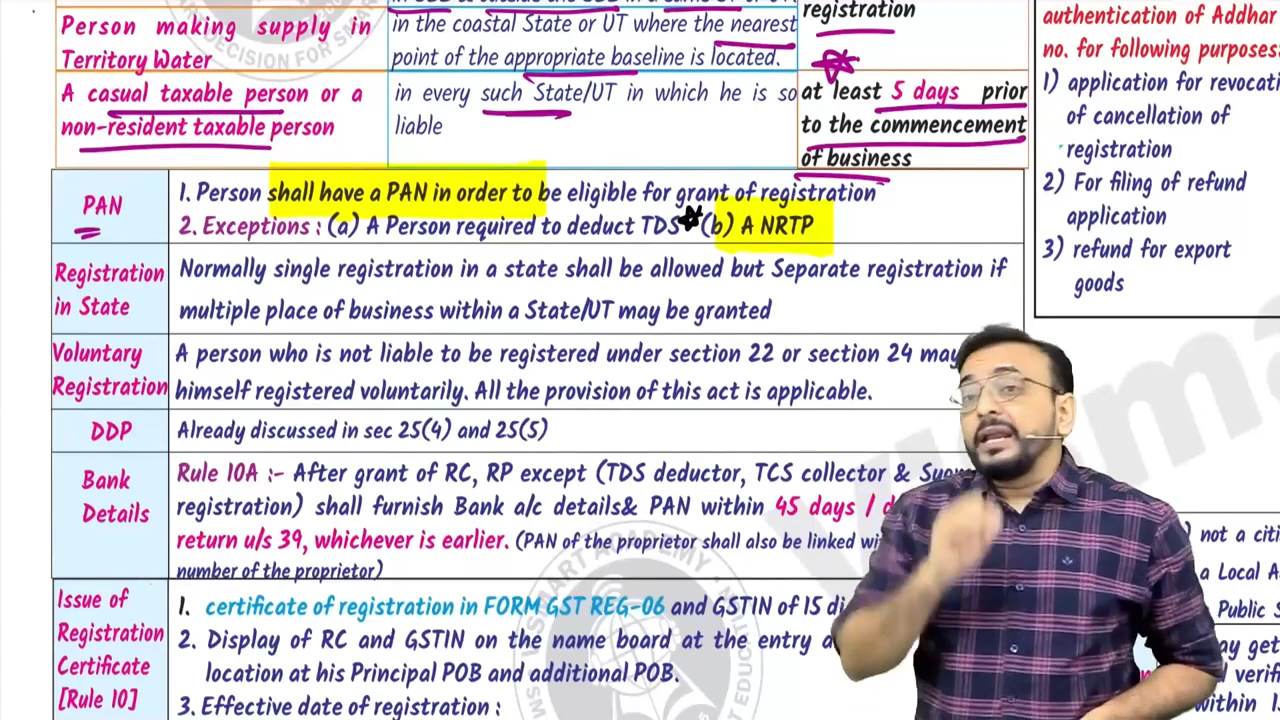 in the coastal State or UT where the nearest
point of the appropriate baseline is located.
Person making supply in
Territory Water
registration
A casual taxable person or a
non-resident taxable person
in every such State/UT in which he is so
liable
at least 5 days prior
to the commencement
of business
PAN
1. Person shall have a PAN in order to be eligible for grant of registration
2. Exceptions : (a) A Person required to deduct TDS (b) A NRTP
Registration
in State
Normally single registration in a state shall be allowed but Separate registration if
multiple place of business within a State/UT may be granted
Voluntary
Registration
A person who is not liable to be registered under section 22 or section 24 may
himself registered voluntarily. All the provision of this act is applicable.
DDP
Already discussed in sec 25(4) and 25(5)
Bank
Details
Rule 10A :- After grant of RC, RP except (TDS deductor, TCS collector &
registration) shall furnish Bank a/c details& PAN within 45 days /
return u/s 39, whichever is earlier. (PAN of the proprietor shall also be linked
number of the proprietor)
Issue of
Registration
Certificate
[Rule 10]
1. certificate of registration in FORM GST REG-06 and GSTIN of 15
2. Display of RC and GSTIN on the name board at the entry
location at his Principal POB and additional POB.
3. Effective date of registration :
authentication of Addhar
no. for following purposes:
1) application for
of cancellation of
registration
2) For filing of refund
application
3) refund for export
goods
not a
a Local
Public
get
within